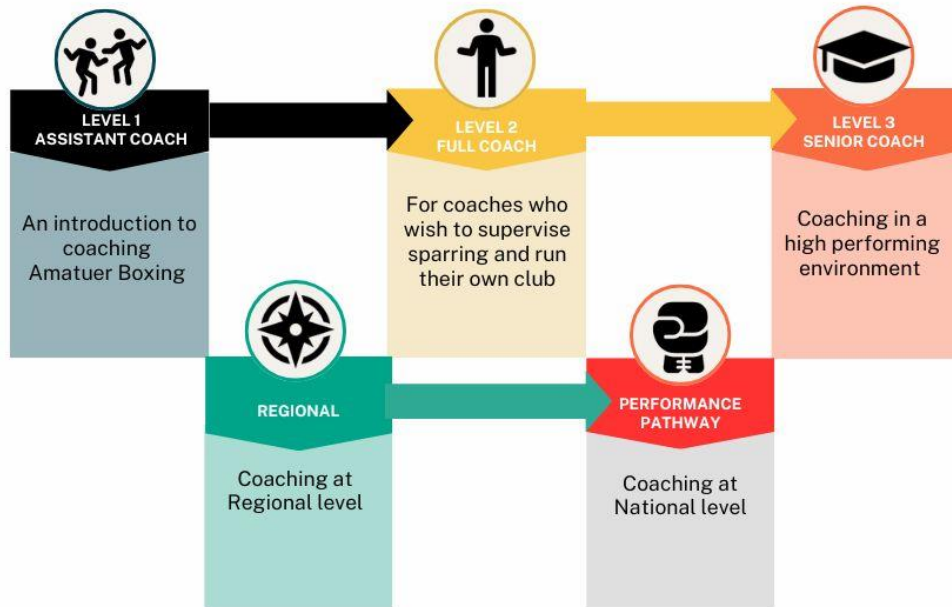 LEVEL 1
ASSISTANT COACH
An introduction to
coaching
Amatuer Boxing
LEVEL 2
FULL COACH
For coaches who
wish to supervise
sparring and run
their own club
LEVEL 3
SENIOR COACH
Coaching in a
high performing
environment
REGIONAL
Coaching at
Regional level
PERFORMANCE
PATHWAY
Coaching at
National level